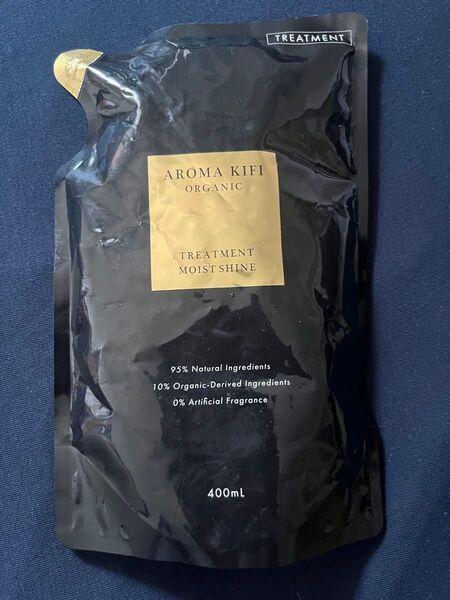 TREATMENT
AROMA KIFI
ORGANIC
TREATMENT
MOIST SHINE
95% Natural Ingredients
10% Organic-Derived Ingredients
0% Artificial Fragrance
400mL